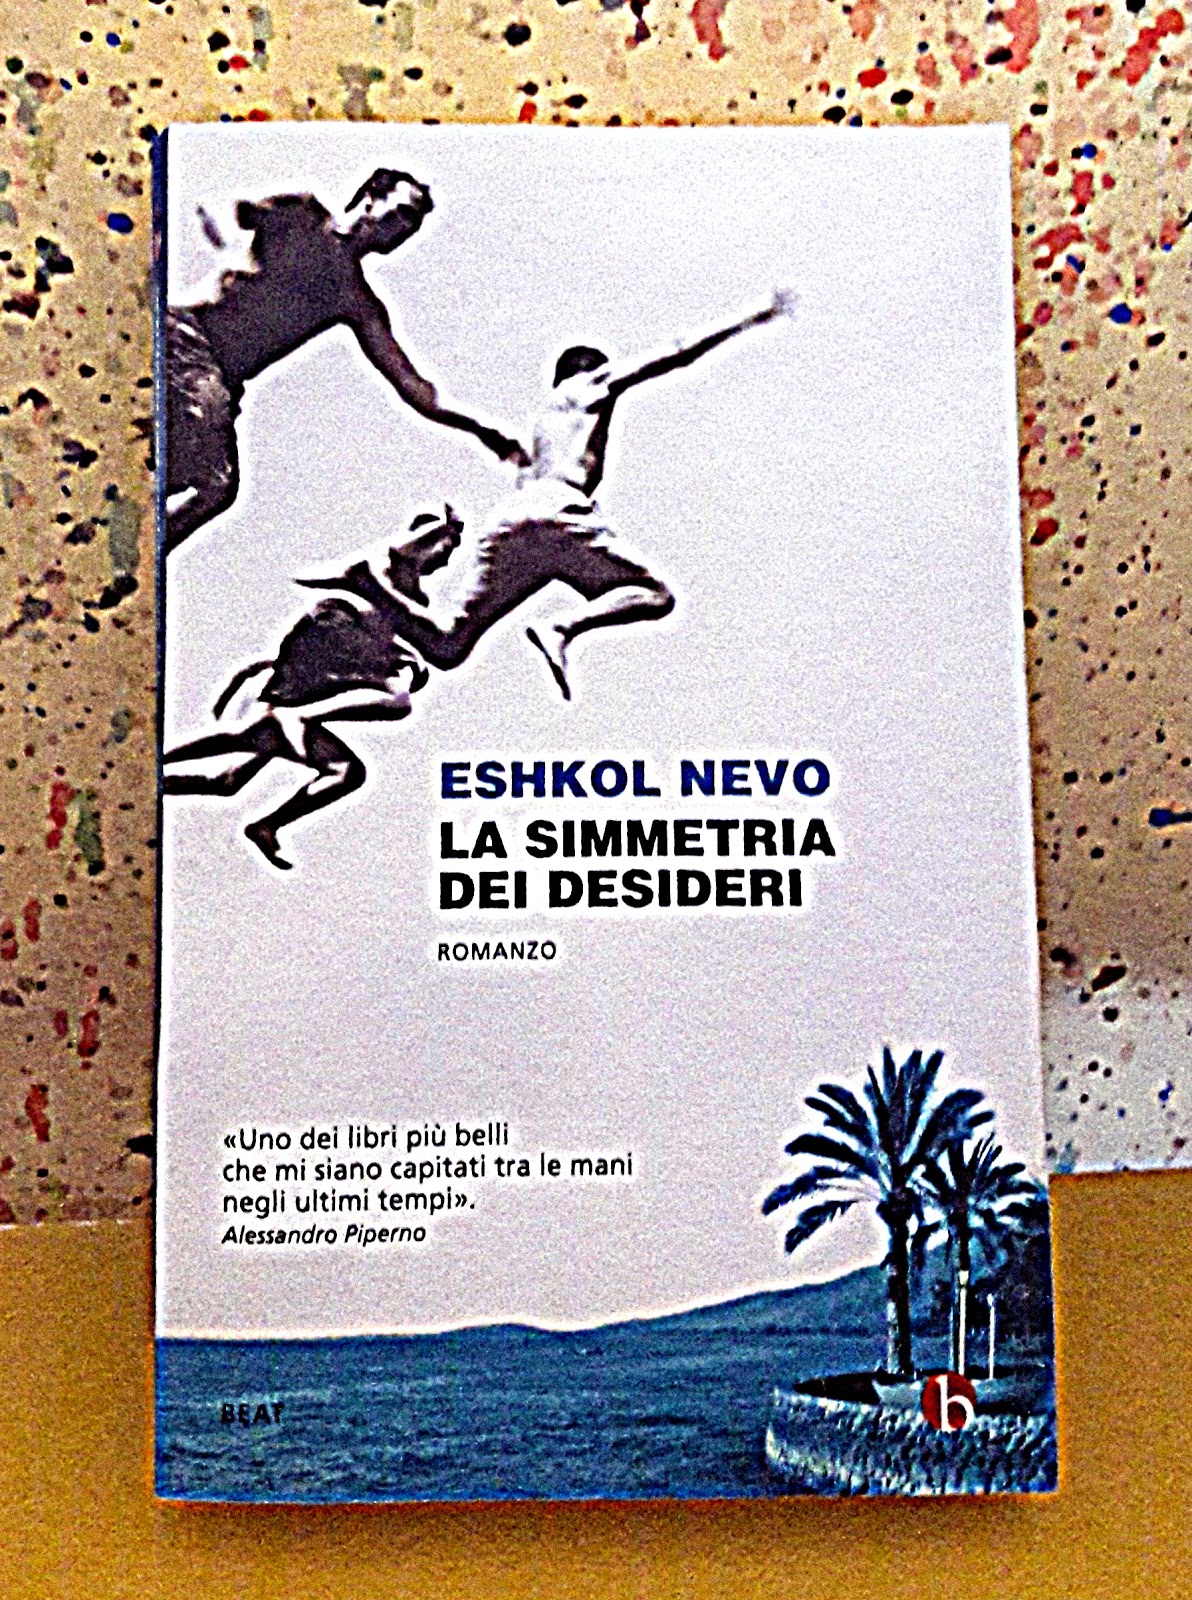 ESHKOL NEVO
LA SIMMETRIA
DEI DESIDERI
ROMANZO
«Uno dei libri più belli
che mi siano capitati tra le mani
negli ultimi tempi».
Alessandro Piperno
BEAT
b